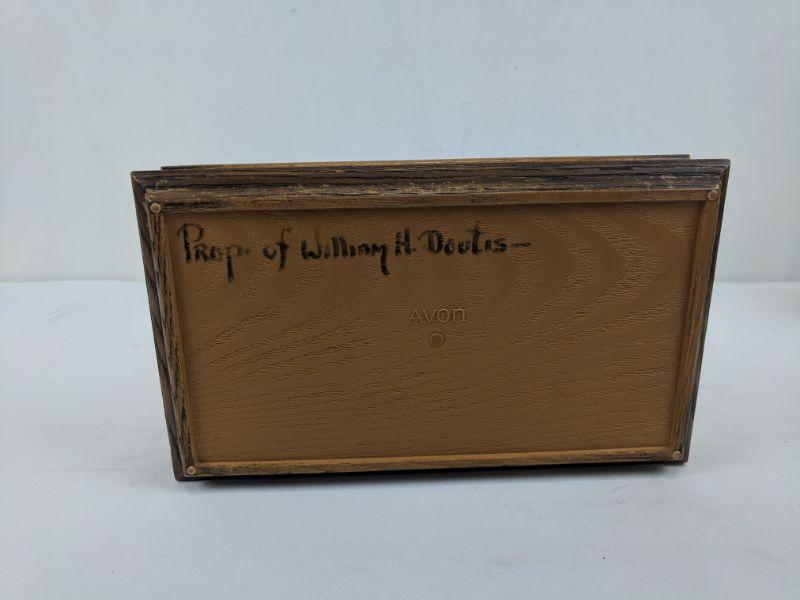 Prop. of William H. Doutis—
AVON